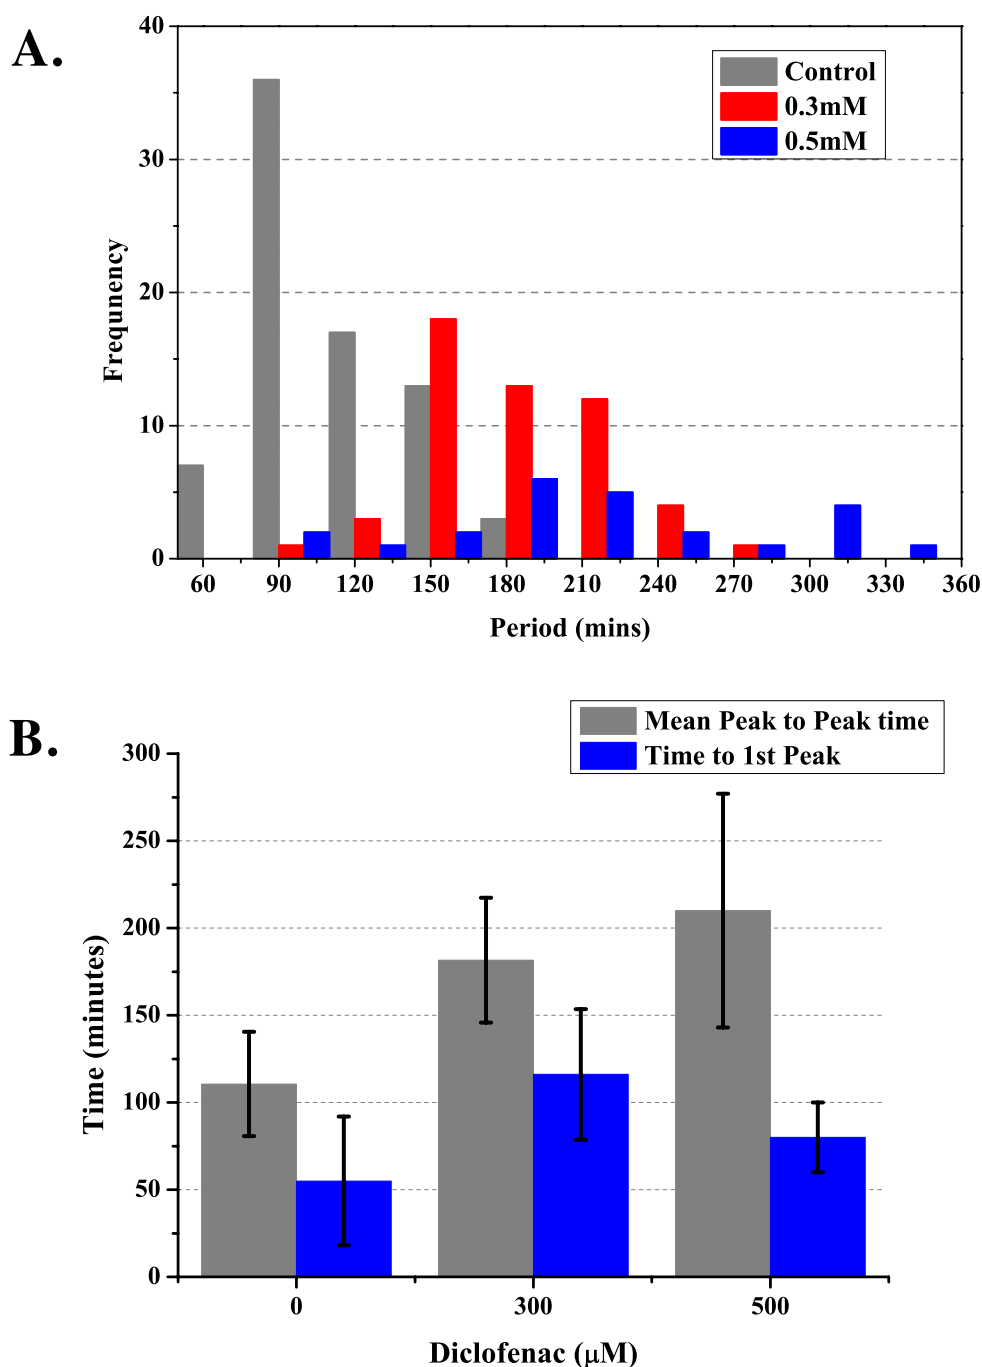 A.
40
30
20
10
0
Frequnency
Control
0.3mM
0.5mM
60 90 120 150 180 210 240 270 300 330 360
Period (mins)
B.
Mean Peak to Peak time
Time to 1st Peak
300
250
200
150
100
50
0
Time (minutes)
0 300 500
Diclofenac (μM)